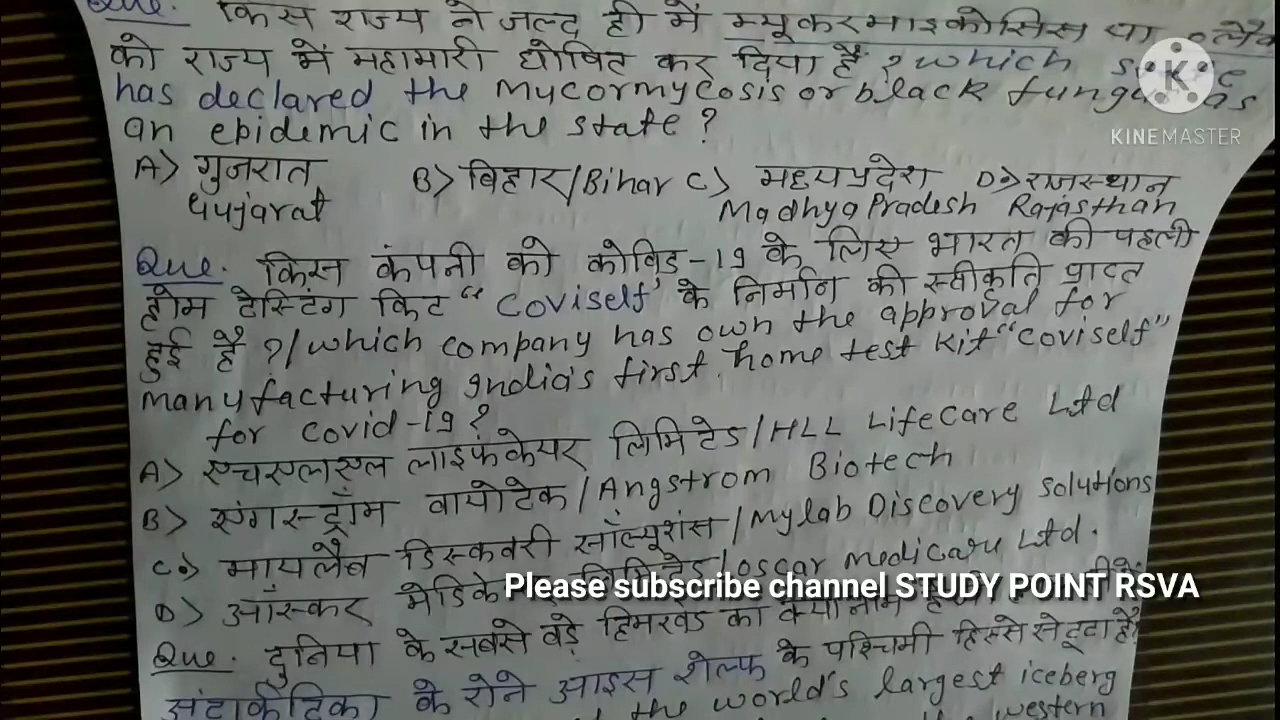 Que. किस राज्य ने जल्द ही में म्यूकरमाइकोसिस या
को राज्य में महामारी घोषित कर दिया है ? which
has declared the Mucormycosis or black
an epidemic in the state ?
A) गुजरात B) बिहार/Bihar C) मध्यप्रदेश D) राजस्थान
Gujarat Madhya Pradesh Rajasthan
Que. किस कंपनी को कोविड-19 के लिए भारत की पहली
होम टेस्टिंग किट "coviself" के निर्माण की स्वीकृति प्राप्त
हुई है ?/which company has own the approval for
manufacturing India's first home test Kit "coviself"
for covid-19 ?
A) एचएलएल लाइफकेयर लिमिटेड/HLL LifeCare Ltd
B) एंगस्ट्रॉम बायोटेक/Angstrom Biotech
C) मायलैब डिस्कवरी सॉल्यूशंस/Mylab Discovery Solutions
D) ऑस्कर लिमिटेड/oscar medicare Ltd.
Please subscribe channel STUDY POINT RSVA
Que. दुनिया के सबसे बड़े हिमखंड का क्या नाम है
अंटार्कटिका के रोने आइस शेल्फ के पश्चिमी हिस्से से टूटा है?
the world's largest iceberg
western
KINEMASTER